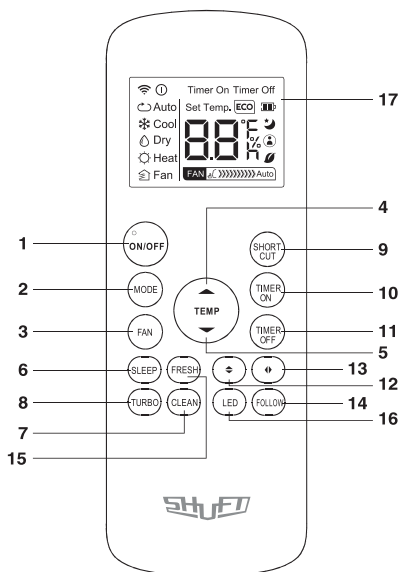 Timer On Timer Off
Auto Set Temp. ECO
17
Cool
88 °F
Dry
%
Heat
h
Fan FAN Auto
4
1
ON/OFF
SHORT
CUT
9
2
MODE
TEMP
TIMER
ON
10
3
FAN
TIMER
OFF
11
5
6
SLEEP
FRESH
13
12
8
TURBO
CLEAN
LED
FOLLOW
14
7
16
15
SHUFT